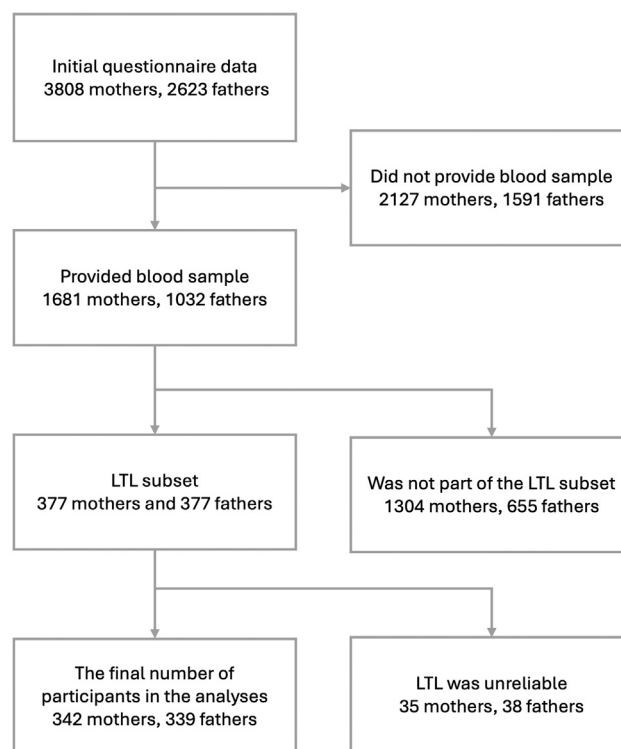 Initial questionnaire data
3808 mothers, 2623 fathers
Did not provide blood sample
2127 mothers, 1591 fathers
Provided blood sample
1681 mothers, 1032 fathers
LTL subset
377 mothers and 377 fathers
Was not part of the LTL subset
1304 mothers, 655 fathers
The final number of
participants in the analyses
342 mothers, 339 fathers
LTL was unreliable
35 mothers, 38 fathers